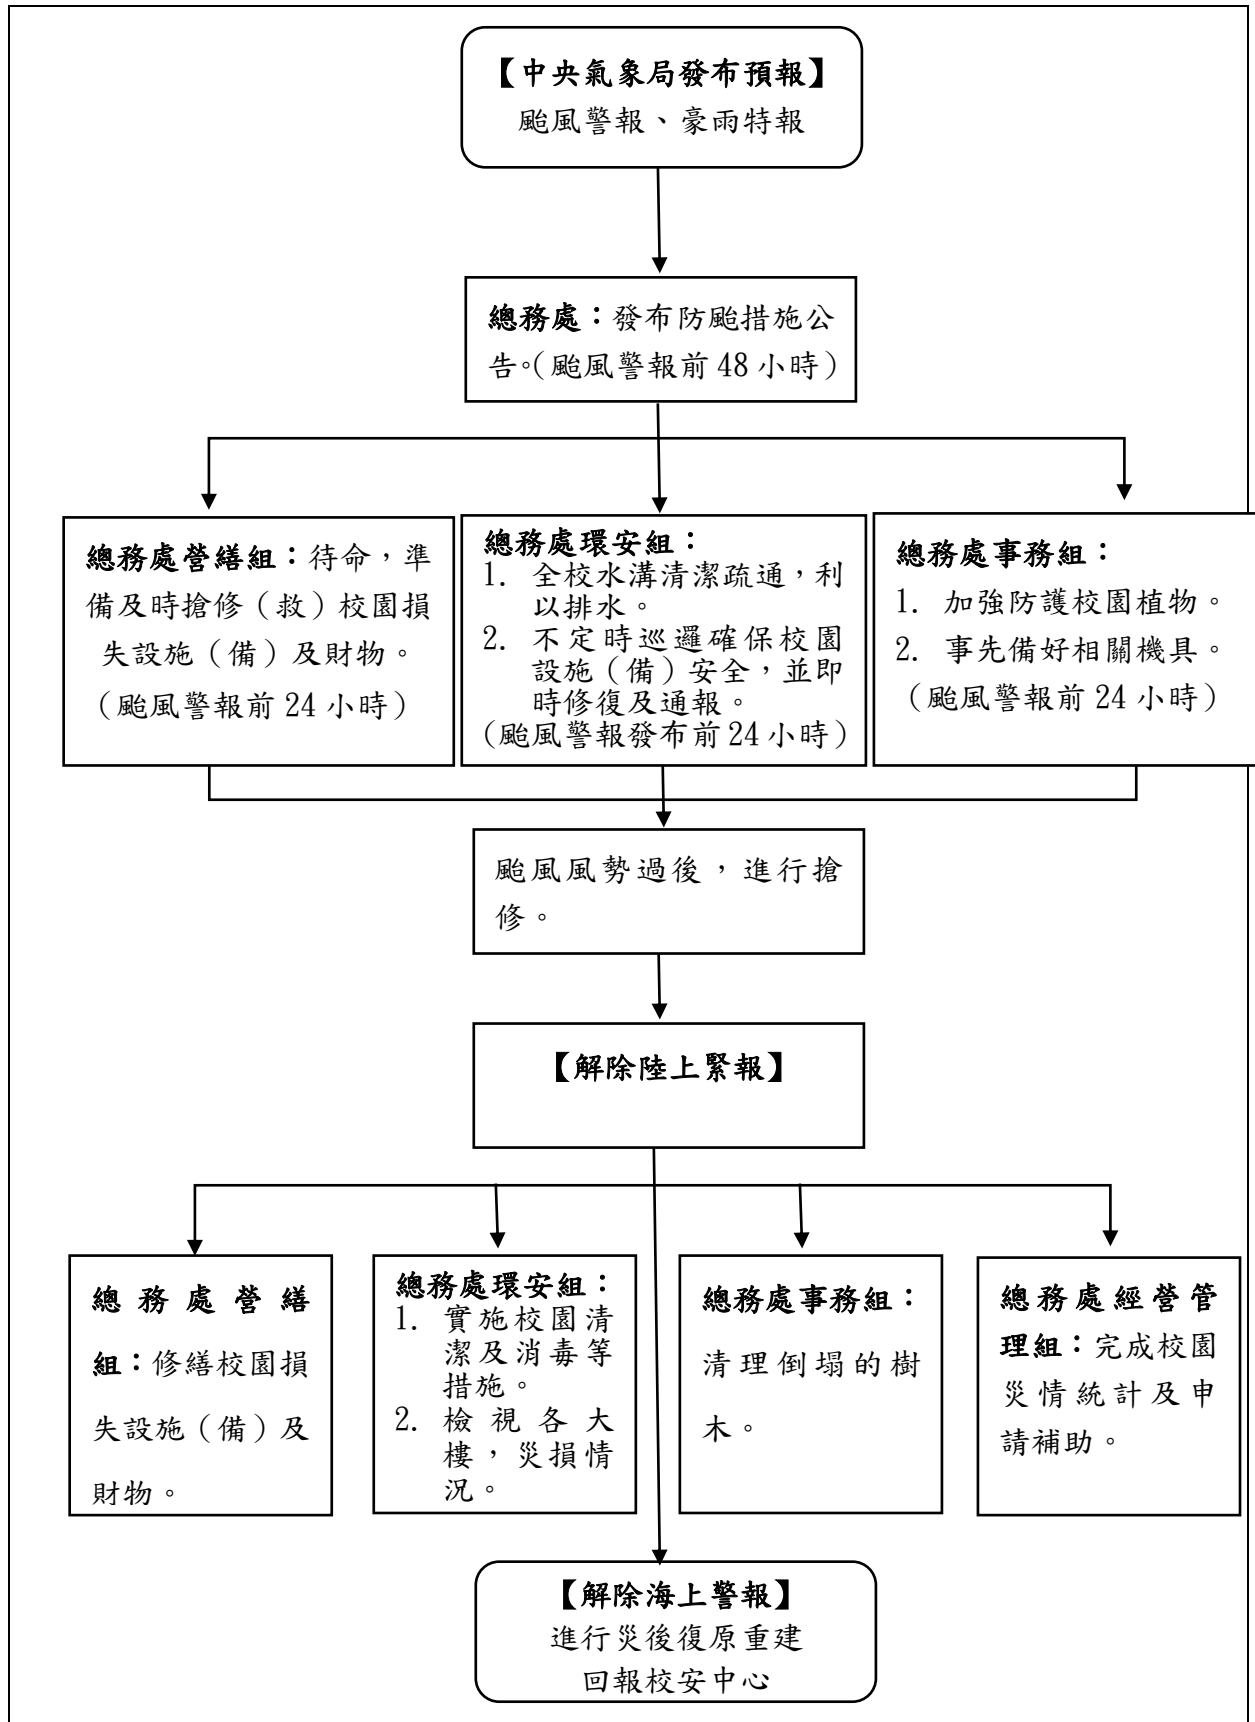 【中央氣象局發布預報】
颱風警報、豪雨特報
總務處：發布防颱措施公
告。(颱風警報前 48 小時)
總務處營繕組：待命，準
備及時搶修（救）校園損
失設施（備）及財物。
(颱風警報前 24 小時)
總務處環安組：
1. 全校水溝清潔疏通，利
以排水。
2. 不定時巡邏確保校園
設施（備）安全，並即
時修復及通報。
(颱風警報發布前 24 小時)
總務處事務組：
1. 加強防護校園植物。
2. 事先備好相關機具。
(颱風警報前 24 小時)
颱風風勢過後，進行搶
修。
【解除陸上緊報】
總務處營繕
組：修繕校園損
失設施（備）及
財物。
總務處環安組：
1. 實施校園清
潔及消毒等
措施。
2. 檢視各大
樓，災損情
況。
總務處事務組：
清理倒塌的樹
木。
總務處經營管
理組：完成校園
災情統計及申
請補助。
【解除海上警報】
進行災後復原重建
回報校安中心